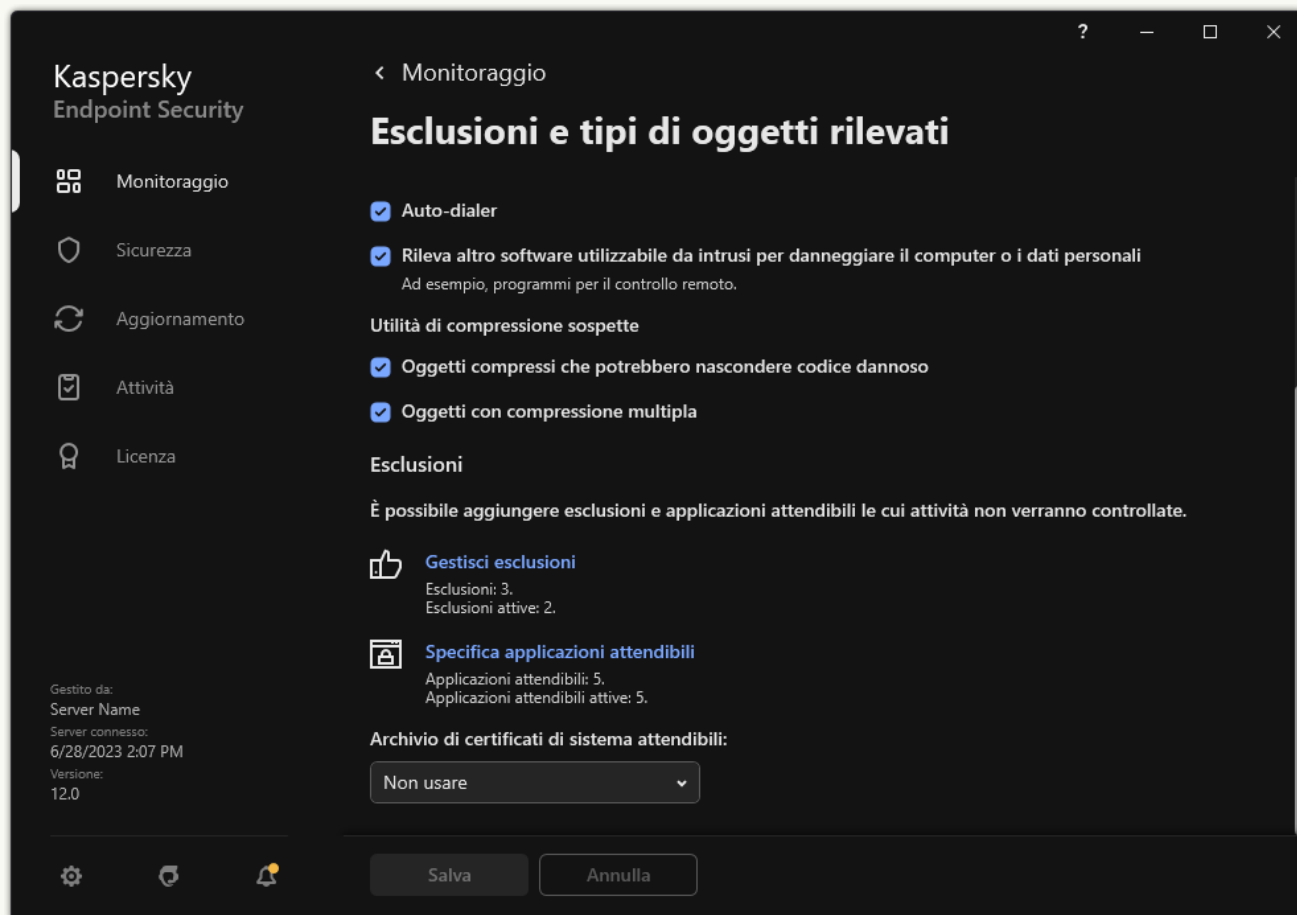 ?
Kaspersky
Endpoint Security
Monitoraggio
Sicurezza
Aggiornamento
Attività
Licenza
Gestito da:
Server Name
Server connesso:
6/28/2023 2:07 PM
Versione:
12.0
Monitoraggio
Esclusioni e tipi di oggetti rilevati
Auto-dialer
Rileva altro software utilizzabile da intrusi per danneggiare il computer o i dati personali
Ad esempio, programmi per il controllo remoto.
Utilità di compressione sospette
Oggetti compressi che potrebbero nascondere codice dannoso
Oggetti con compressione multipla
Esclusioni
È possibile aggiungere esclusioni e applicazioni attendibili le cui attività non verranno controllate.
Gestisci esclusioni
Esclusioni: 3.
Esclusioni attive: 2.
Specifica applicazioni attendibili
Applicazioni attendibili: 5.
Applicazioni attendibili attive: 5.
Archivio di certificati di sistema attendibili:
Non usare
Salva
Annulla